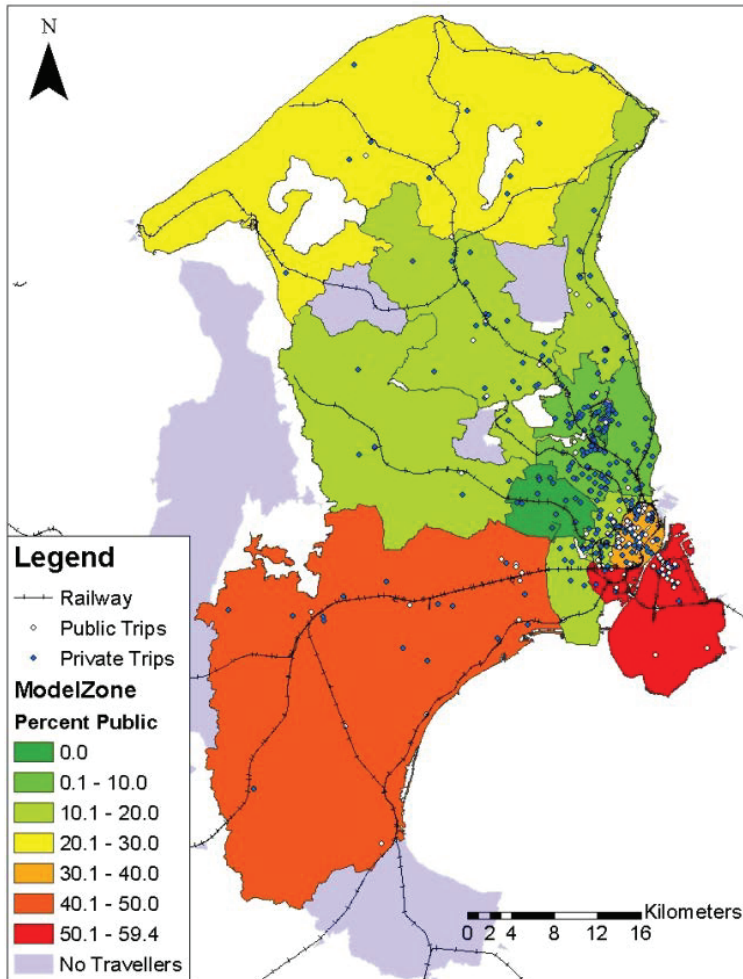 N
Legend
Railway
Public Trips
Private Trips
ModelZone
Percent Public
0.0
0.1 - 10.0
10.1 - 20.0
20.1 - 30.0
30.1 - 40.0
40.1 - 50.0
50.1 - 59.4
No Travellers
Kilometers
0 2 4 8 12 16